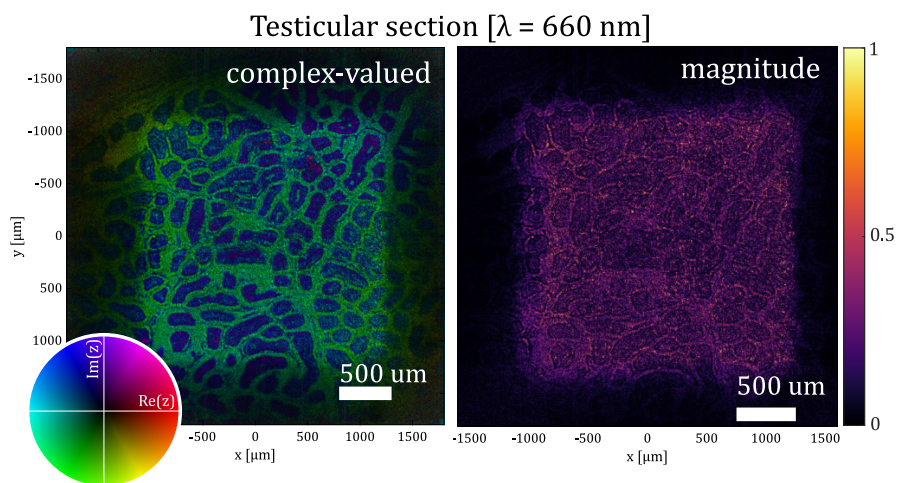 Testicular section [λ = 660 nm]
complex-valued
magnitude
-1500
-1000
-500
0
500
1000
y [μm]
500 um
Im(z)
Re(z)
-500
0
500
1000
1500
x [μm]
500 um
-1500
-1000
-500
0
500
1000
1500
x [μm]
1
0.5
0